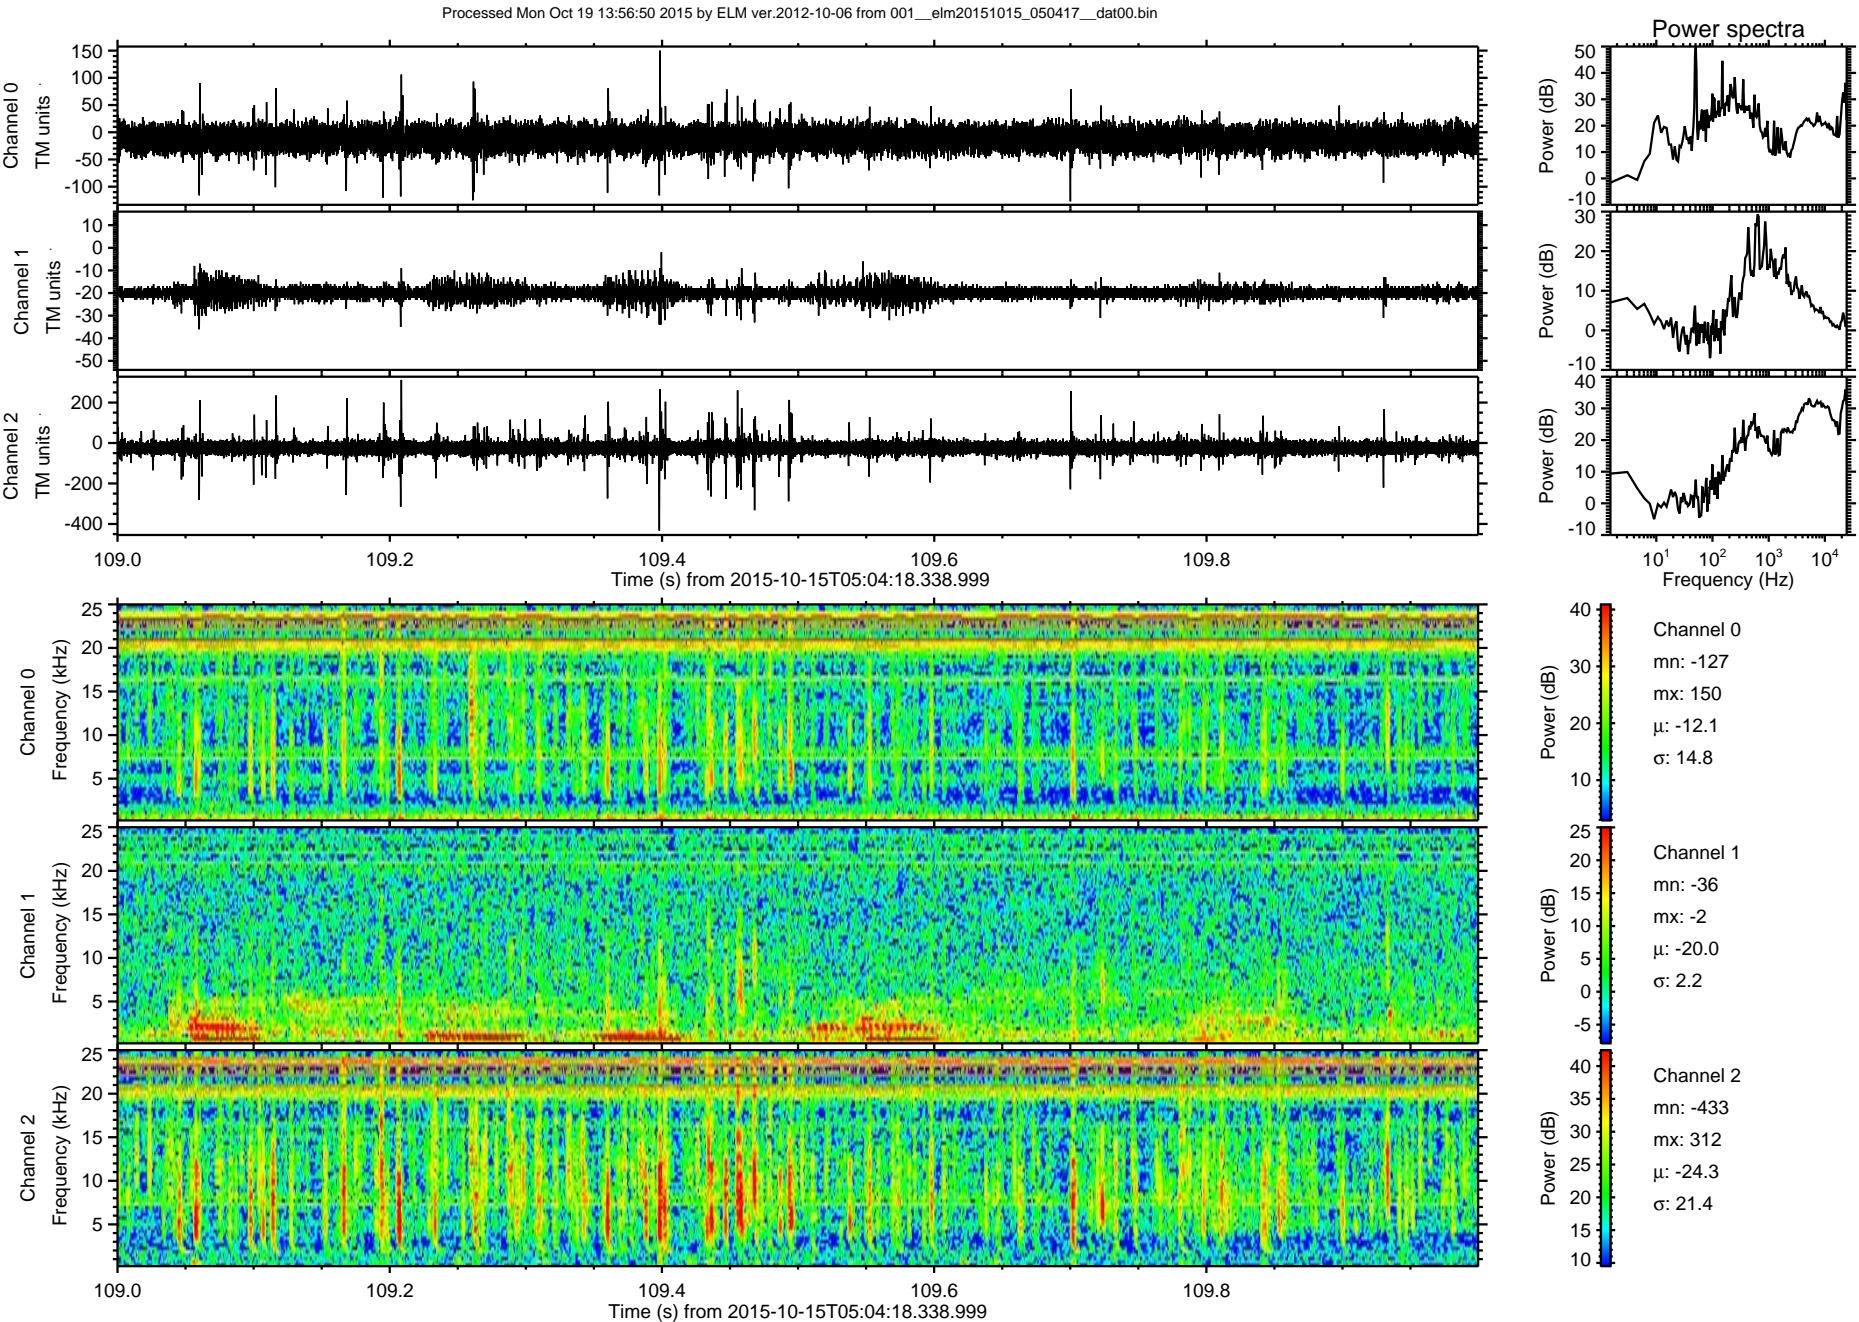 Processed Mon Oct 19 13:56:50 2015 by ELM ver.2012-10-06 from 001__elm20151015_050417__dat00.bin
Power spectra
Channel 0
TM units
150
100
50
0
-50
-100
Power (dB)
50
40
30
20
10
0
-10
Channel 1
TM units
10
0
-10
-20
-30
-40
-50
Power (dB)
30
20
10
0
-10
Channel 2
TM units
200
0
-200
-400
Power (dB)
40
30
20
10
0
-10
109.0
109.2
109.4
109.6
109.8
Time (s) from 2015-10-15T05:04:18.338.999
10^1
10^2
10^3
10^4
Frequency (Hz)
Channel 0
Frequency (kHz)
25
20
15
10
5
Power (dB)
40
30
20
10
Channel 0
mn: -127
mx: 150
μ: -12.1
σ: 14.8
Channel 1
Frequency (kHz)
25
20
15
10
5
Power (dB)
25
20
15
10
5
0
-5
Channel 1
mn: -36
mx: -2
μ: -20.0
σ: 2.2
Channel 2
Frequency (kHz)
25
20
15
10
5
Power (dB)
40
35
30
25
20
15
10
Channel 2
mn: -433
mx: 312
μ: -24.3
σ: 21.4
109.0
109.2
109.4
109.6
109.8
Time (s) from 2015-10-15T05:04:18.338.999